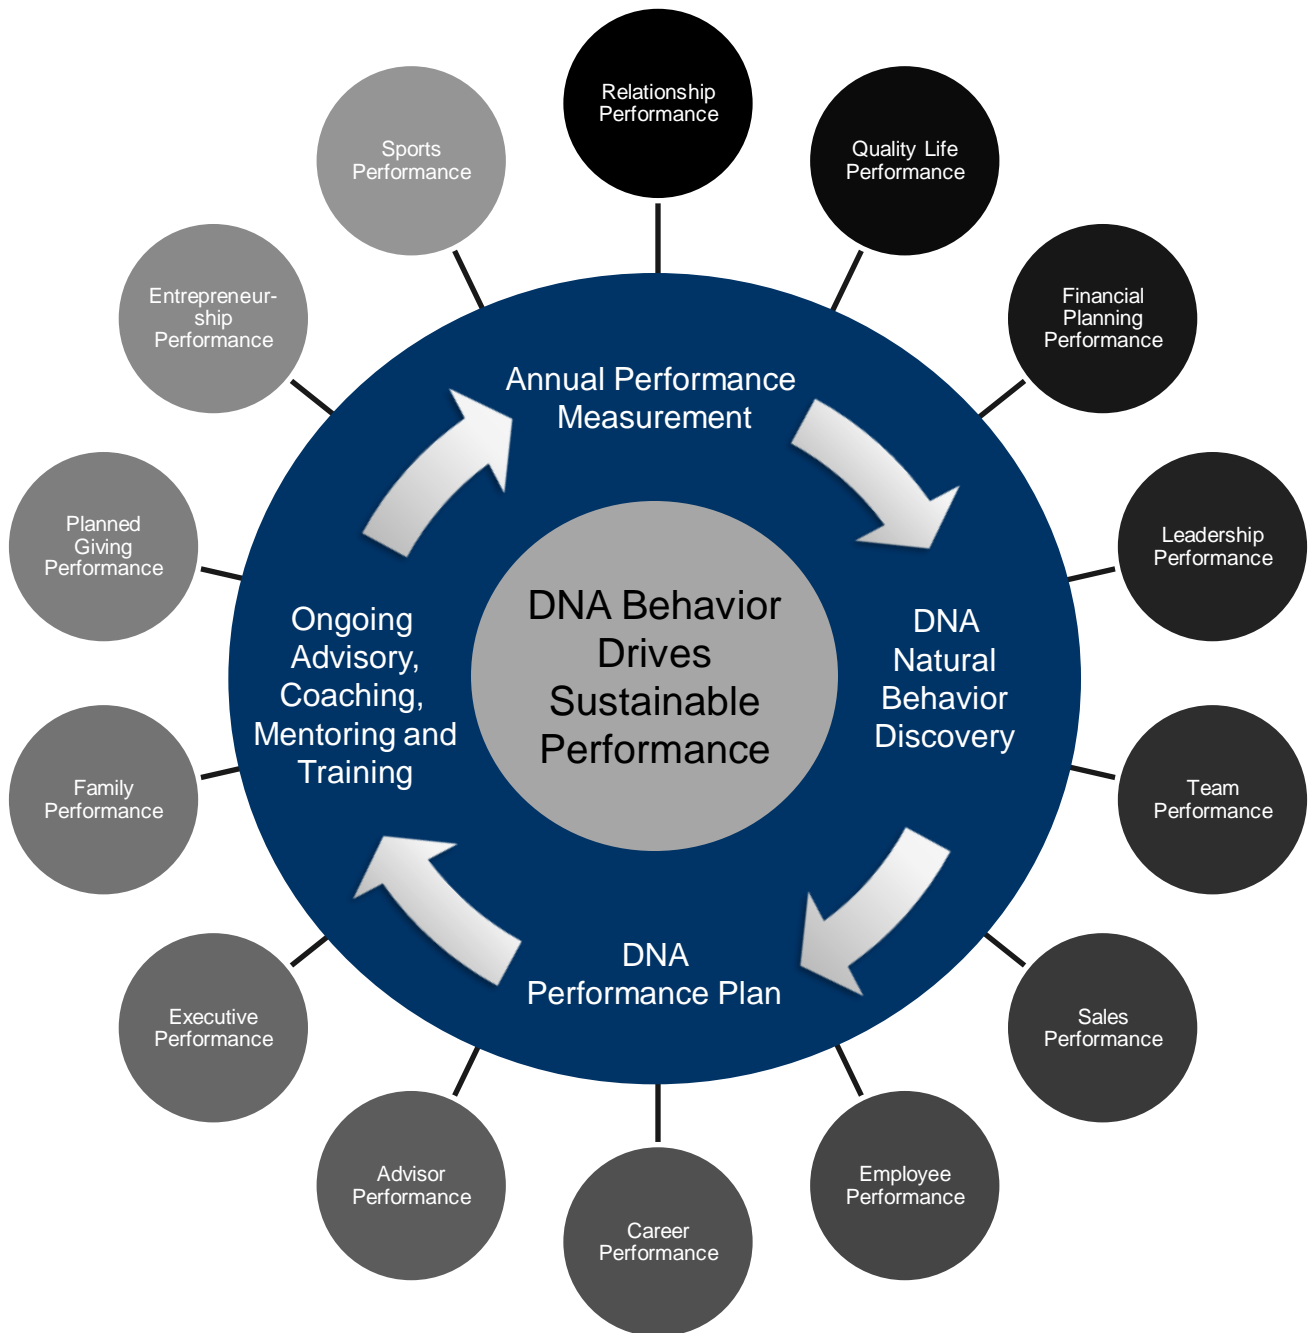 Relationship
Performance
Quality Life
Performance
Financial
Planning
Performance
Leadership
Performance
Team
Performance
Sales
Performance
Employee
Performance
Career
Performance
Advisor
Performance
Executive
Performance
Family
Performance
Planned
Giving
Performance
Entrepreneur-
ship
Performance
Sports
Performance
Annual Performance
Measurement
DNA
Natural
Behavior
Discovery
DNA
Performance Plan
Ongoing
Advisory,
Coaching,
Mentoring and
Training
DNA Behavior
Drives
Sustainable
Performance